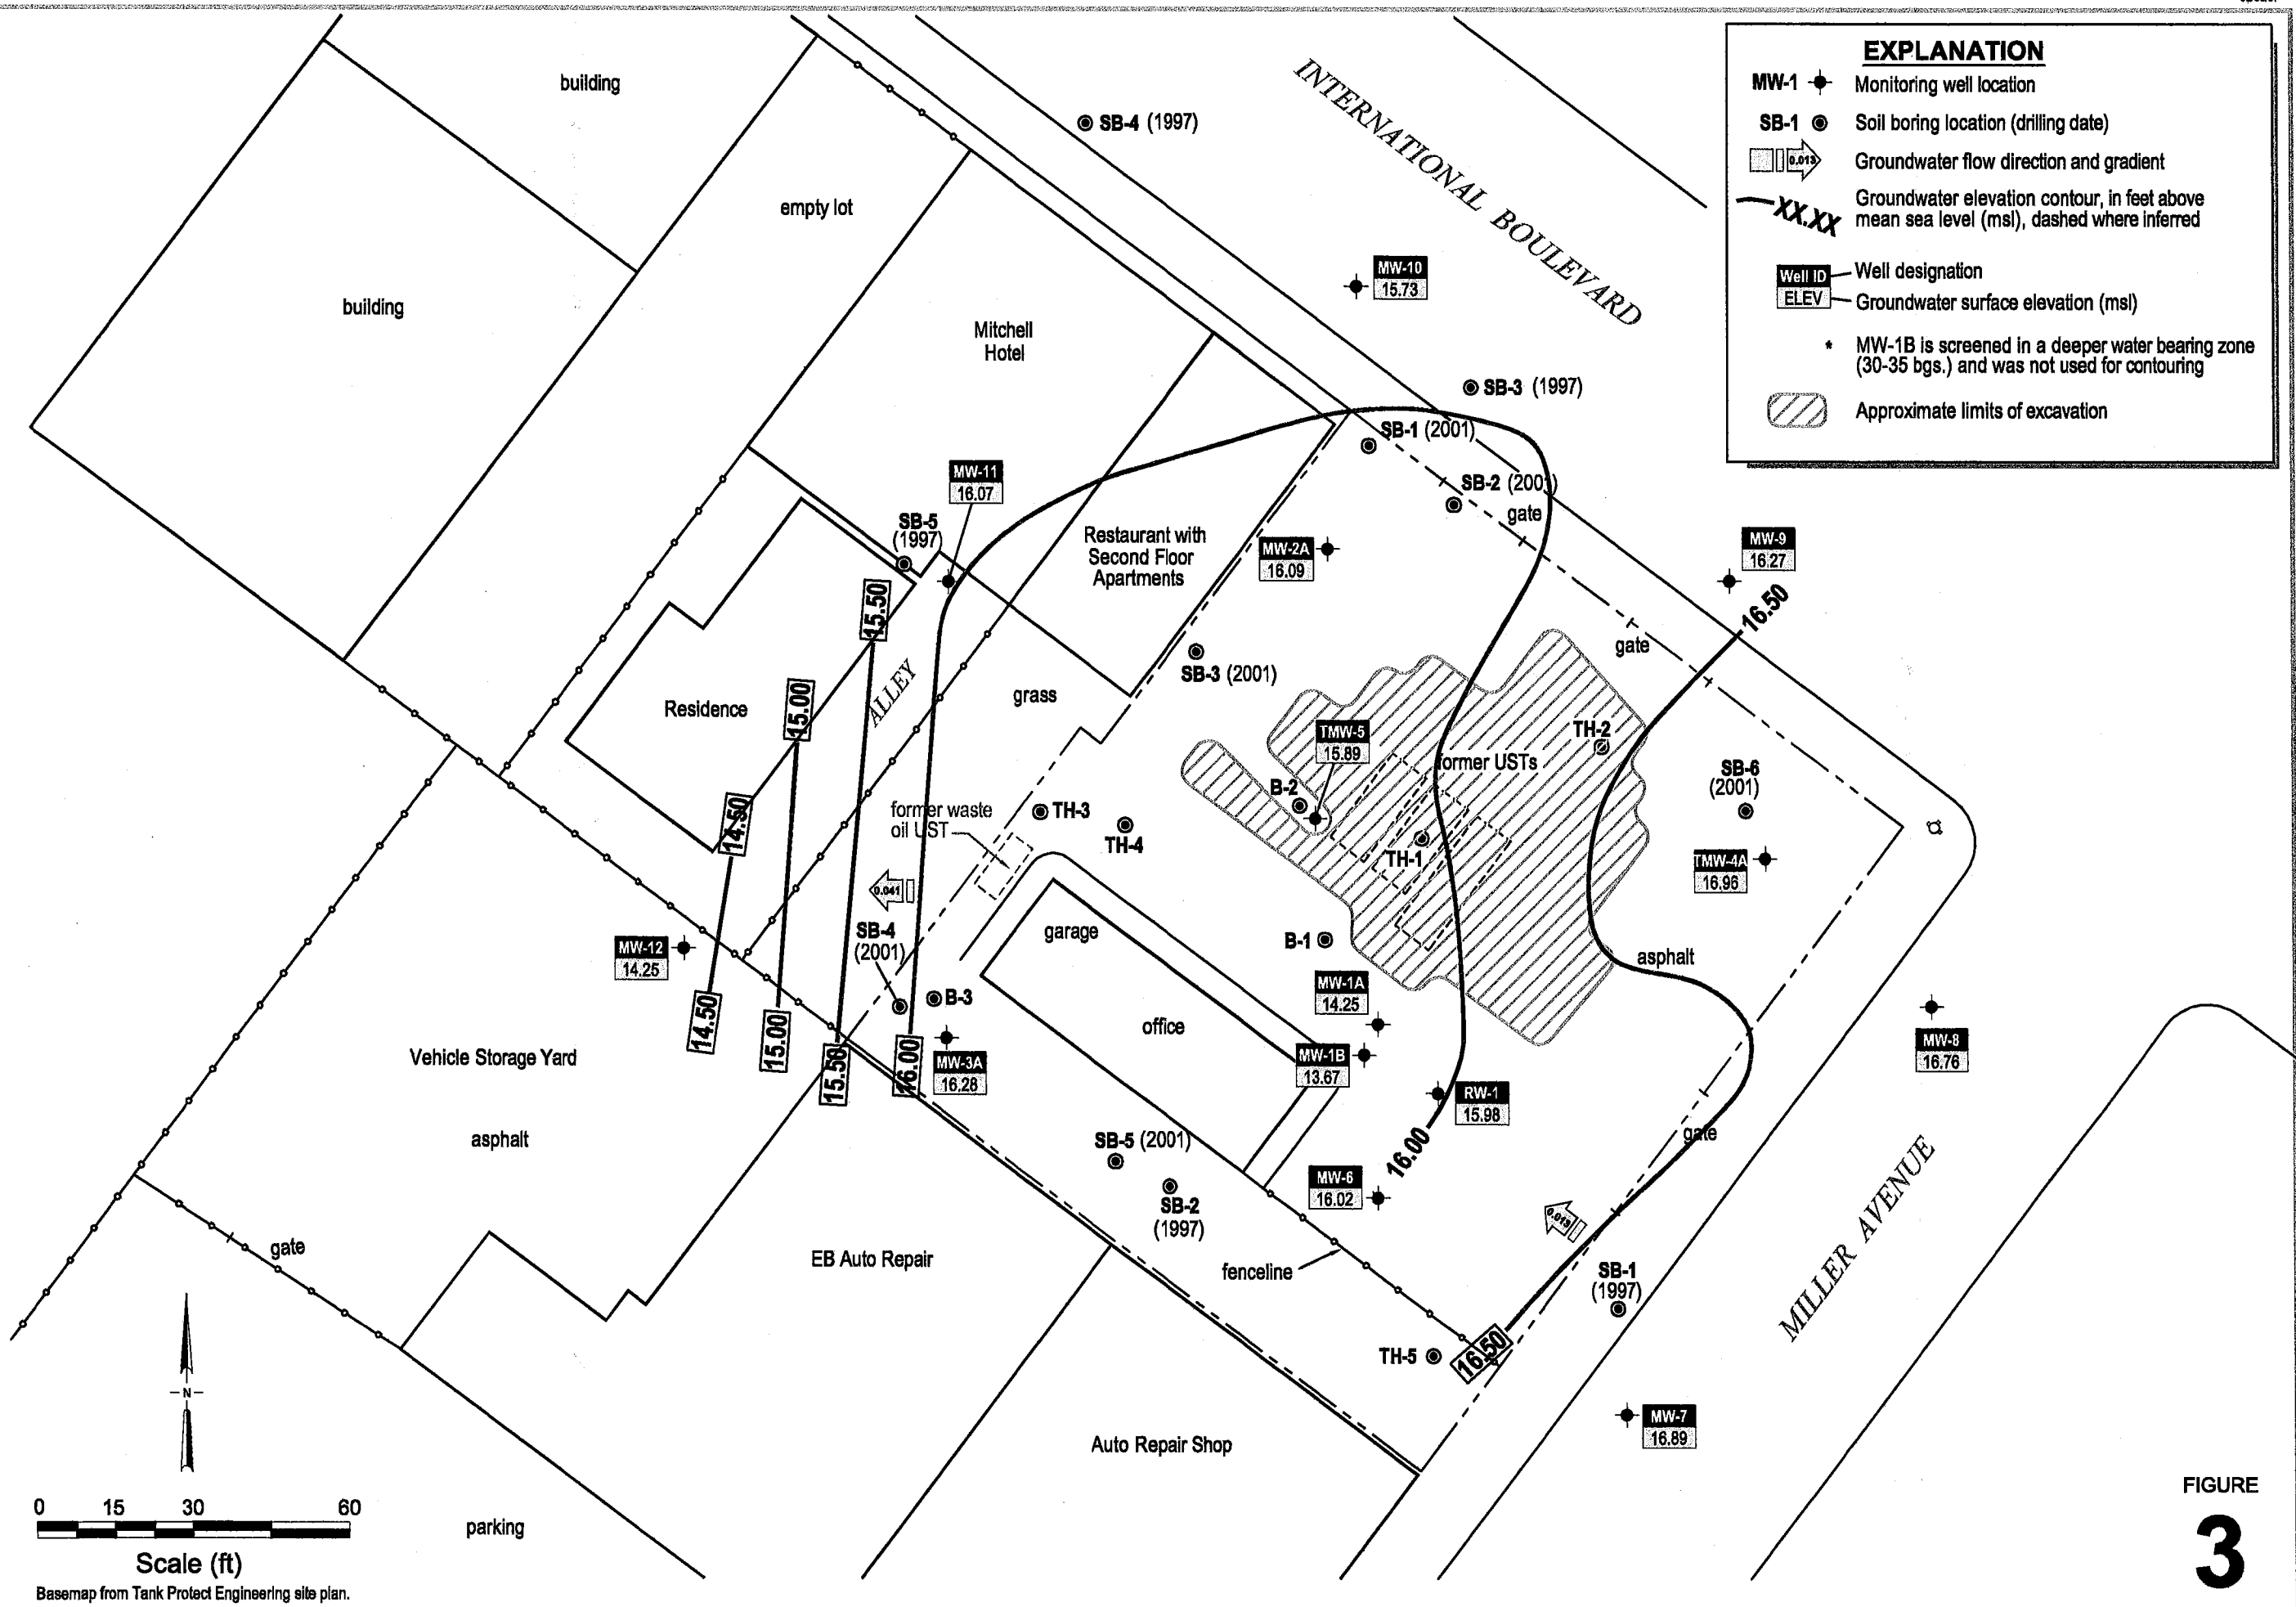 EXPLANATION
MW-1 Monitoring well location
SB-1 Soil boring location (drilling date)
0.013 Groundwater flow direction and gradient
XX.XX Groundwater elevation contour, in feet above
mean sea level (msl), dashed where inferred
Well ID Well designation
ELEV Groundwater surface elevation (msl)
* MW-1B is screened in a deeper water bearing zone
(30-35 bgs.) and was not used for contouring
Approximate limits of excavation
building
SB-4 (1997)
INTERNATIONAL BOULEVARD
empty lot
MW-10
15.73
building
Mitchell
Hotel
SB-3 (1997)
SB-1 (2001)
MW-11
16.07
SB-2 (2001)
gate
SB-5
(1997)
Restaurant with
Second Floor
Apartments
MW-2A
16.09
MW-9
16.27
15.50
16.50
gate
SB-3 (2001)
ALLEY
grass
Residence
15.00
TMW-5
15.89
TH-2
former USTs
SB-6
(2001)
B-2
14.50
former waste
oil UST
TH-3
TH-4
TH-1
TMW-4A
16.96
0.041
SB-4
(2001)
garage
B-1
MW-12
14.25
asphalt
MW-1A
14.25
B-3
14.50
15.00
15.50
16.00
office
MW-8
16.76
Vehicle Storage Yard
MW-3A
16.28
MW-1B
13.67
RW-1
15.98
asphalt
SB-5 (2001)
16.00
gate
MW-6
16.02
SB-2
(1997)
0.013
MILLER AVENUE
gate
EB Auto Repair
fenceline
SB-1
(1997)
TH-5
16.50
N
MW-7
16.89
Auto Repair Shop
0 15 30 60
Scale (ft)
Basemap from Tank Protect Engineering site plan.
parking
FIGURE
3